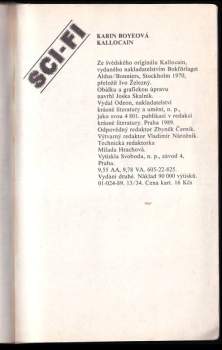 SCI-FI
KARIN BOYEOVÁ
KALLOCAIN
Ze švédského originálu Kallocain,
vydaného nakladatelstvím Bokförlaget
Aldus/Bonniers, Stockholm 1970,
přeložil Ivo Železný.
Obálku a grafickou úpravu
navrhl Joska Skalník.
Vydal Odeon, nakladatelství
krásné literatury a umění, n. p.,
jako svou 4 801. publikaci v redakci
krásné literatury. Praha 1989.
Odpovědný redaktor Zbyněk Černík.
Výtvarný redaktor Vladimír Nárožník.
Technická redaktorka
Milada Hrachová.
Vytiskla Svoboda, n. p., závod 4,
Praha.
9,55 AA, 9,78 VA. 605-22-825.
Vydání druhé. Náklad 90 000 výtisků.
01-024-89. 13/34. Cena kart. 16 Kčs